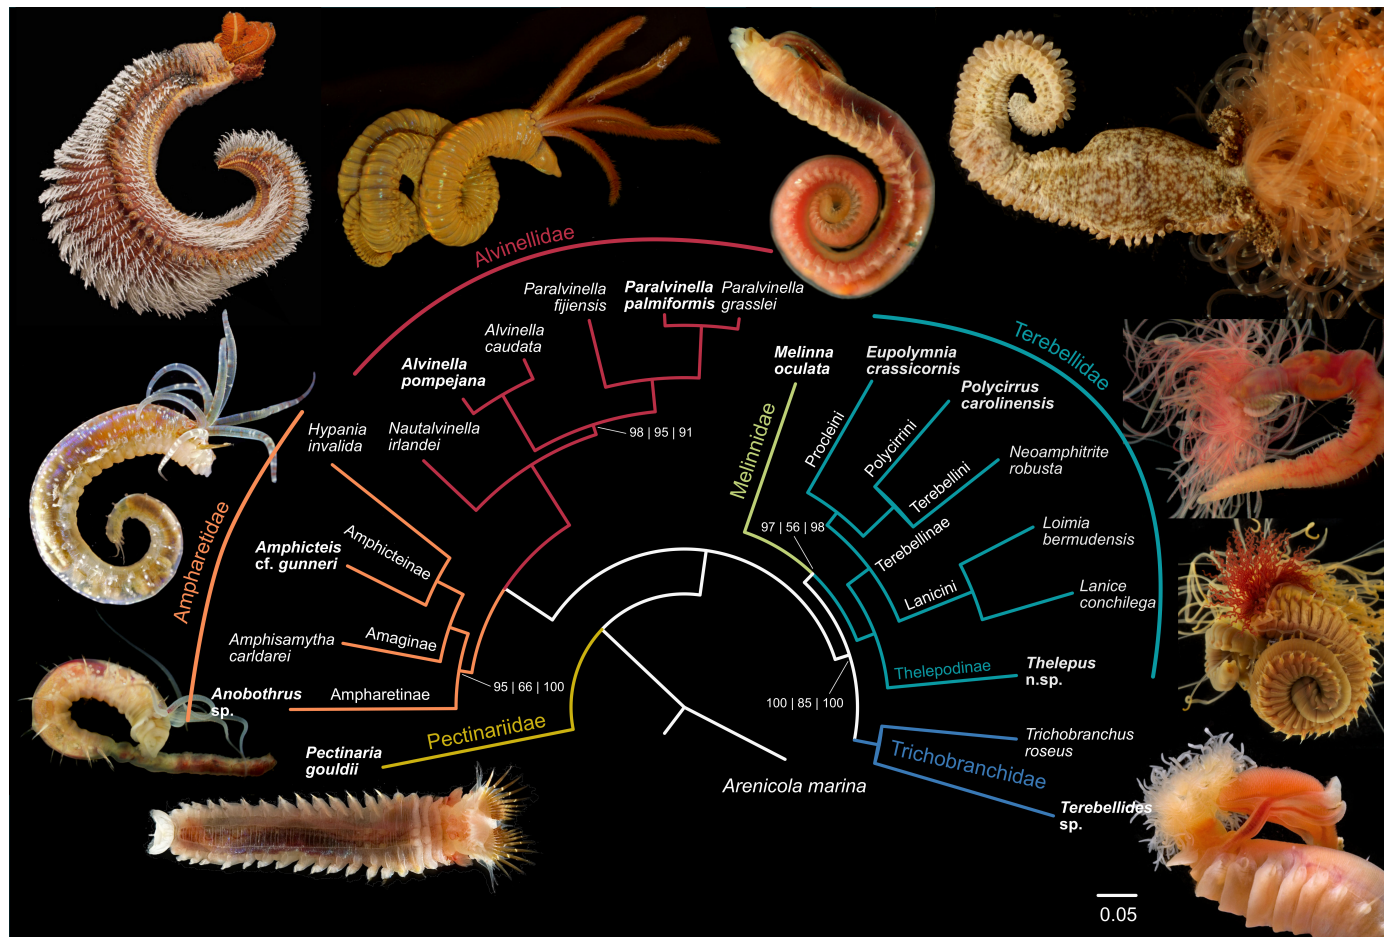 Alvinellidae
Paralvinella
fijiensis
Paralvinella
palmiformis
Paralvinella
grasslei
Alvinella
caudata
Alvinella
pompejana
Nautalvinella
irlandei
98 | 95 | 91
Hypania
invalida
Ampharetidae
Amphicteinae
Amphicteis
cf. gunneri
Amaginae
Amphisamytha
carldarei
Anobothrus
sp.
Ampharetinae
95 | 66 | 100
Pectinariidae
Pectinaria
gouldii
Arenicola marina
Melinna
oculata
Melinnidae
97 | 56 | 98
Terebellidae
Eupolymnia
crassicornis
Procleini
Polycirrus
carolinensis
Polycirrini
Neoamphitrite
robusta
Terebellini
Terebellinae
Loimia
bermudensis
Lanicini
Lanice
conchilega
Thelepodinae
Thelepus
n.sp.
100 | 85 | 100
Trichobranchus
roseus
Trichobranchidae
Terebellides
sp.
0.05